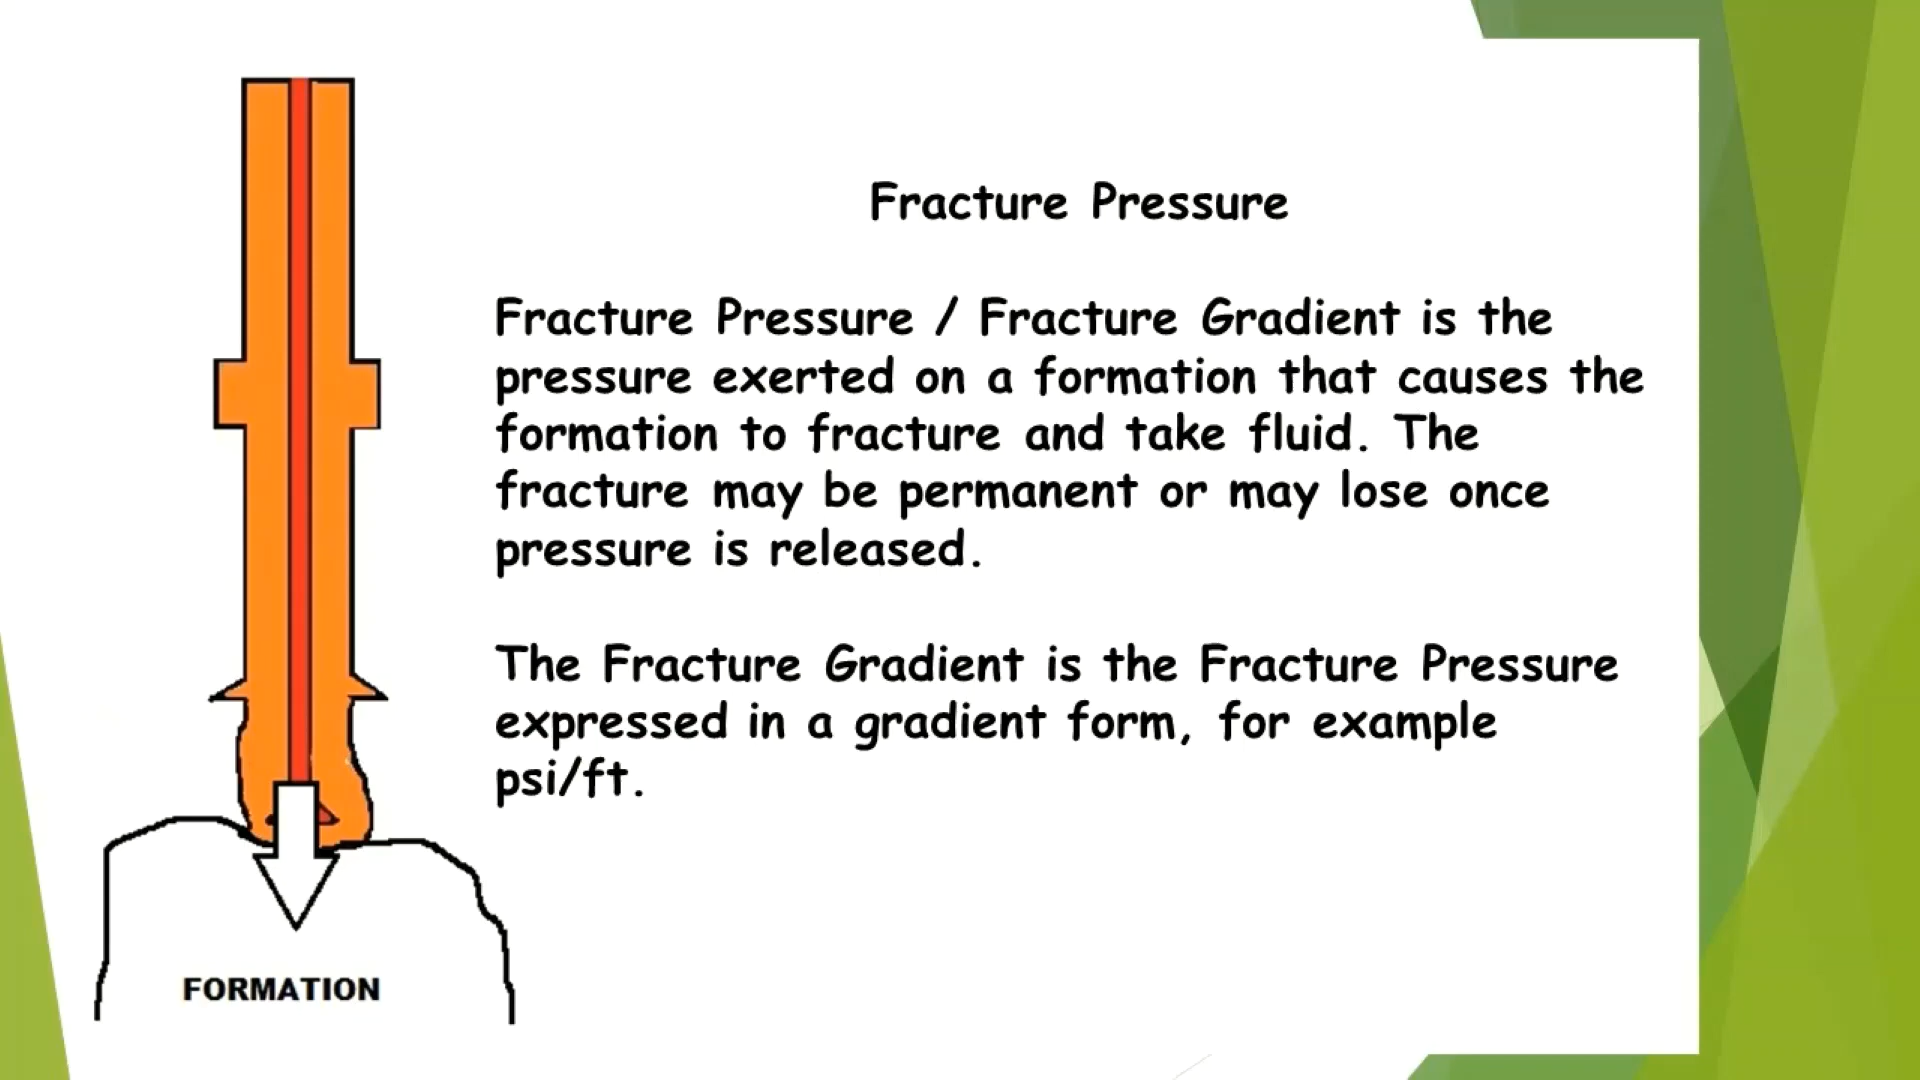 Fracture Pressure
Fracture Pressure / Fracture Gradient is the
pressure exerted on a formation that causes the
formation to fracture and take fluid. The
fracture may be permanent or may lose once
pressure is released.
The Fracture Gradient is the Fracture Pressure
expressed in a gradient form, for example
psi/ft.
FORMATION